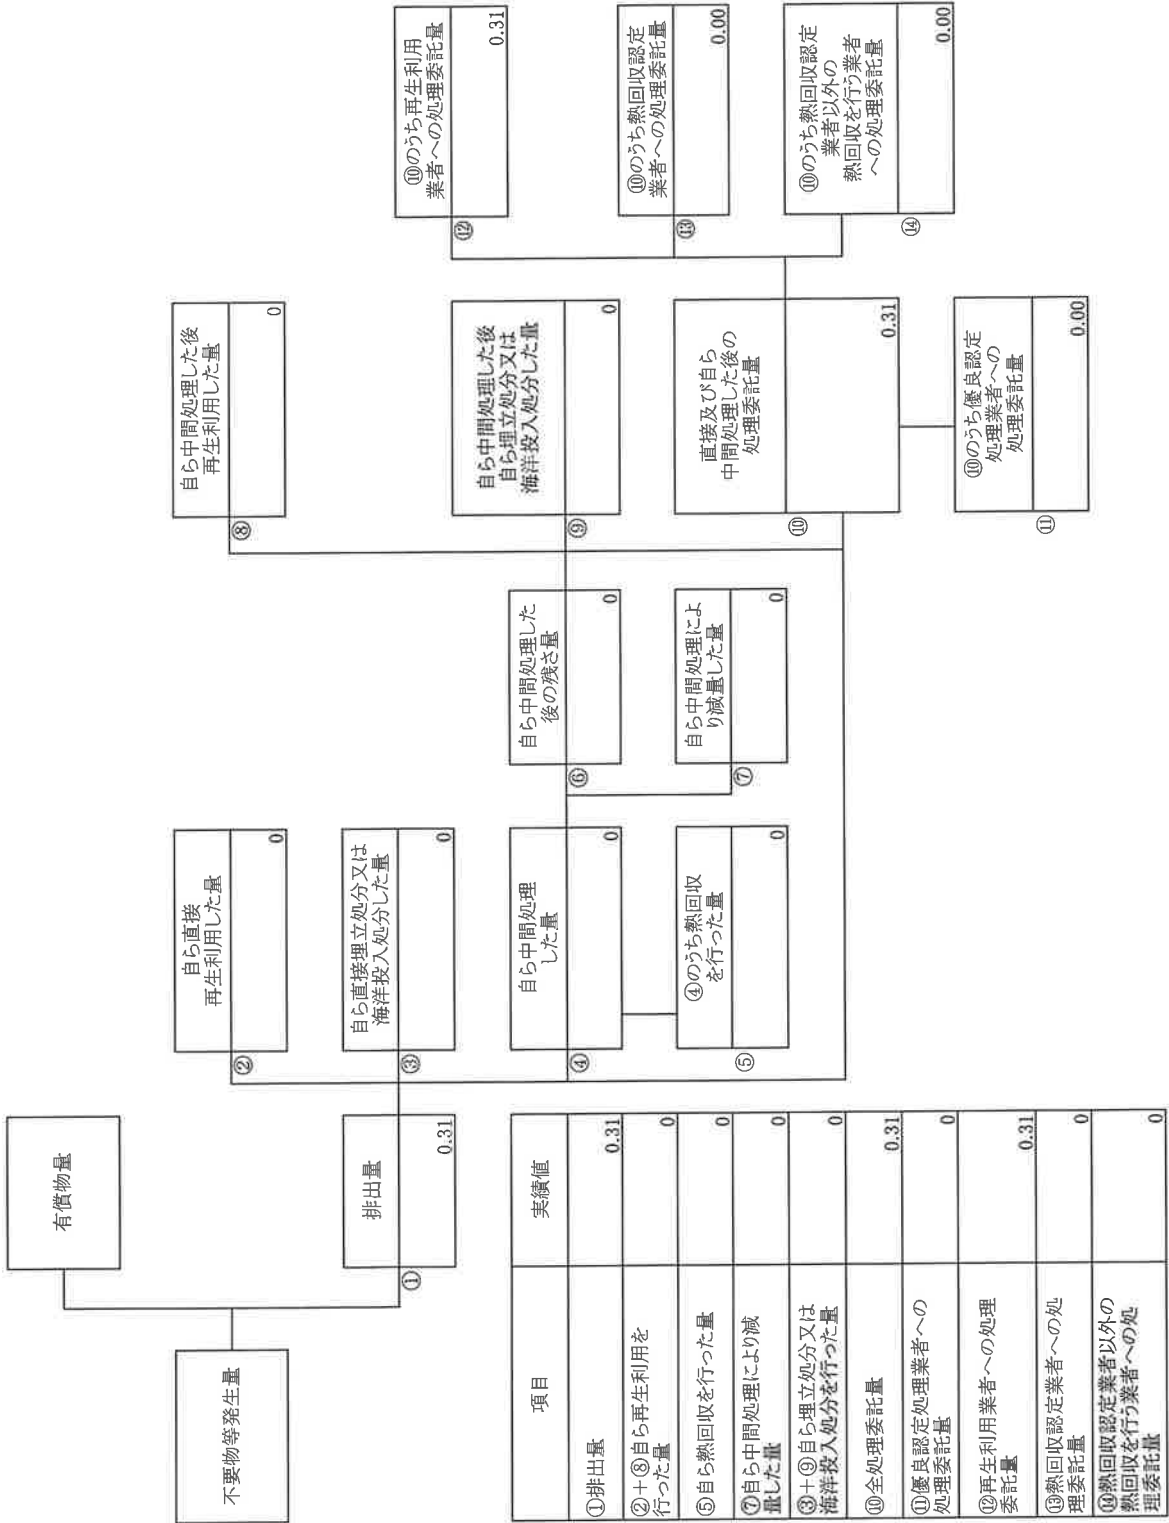 不要物等発生量
有償物量
排出量
①
0.31
自ら直接
再生利用した量
②
0
自ら直接埋立処分又は
海洋投入処分した量
③
0
自ら中間処理
した量
④
0
④のうち熱回収
を行った量
⑤
0
自ら中間処理した
後の残さ量
⑥
0
自ら中間処理によ
り減量した量
⑦
0
自ら中間処理した後
再生利用した量
⑧
0
自ら中間処理した後
自ら埋立処分又は
海洋投入処分した量
⑨
0
直接及び自ら
中間処理した後の
処理委託量
⑩
0.31
⑩のうち優良認定
処理業者への
処理委託量
⑪
0.00
⑩のうち再生利用
業者への処理委託量
⑫
0.31
⑩のうち熱回収認定
業者への処理委託量
⑬
0.00
⑩のうち熱回収認定
業者以外の
熱回収を行う業者
への処理委託量
⑭
0.00
項目 実績値
①排出量 0.31
②+⑧自ら再生利用を
行った量 0
⑤自ら熱回収を行った量 0
⑦自ら中間処理により減
量した量 0
③+⑨自ら埋立処分又は
海洋投入処分を行った量 0
⑩全処理委託量 0.31
⑪優良認定処理業者への
処理委託量 0
⑫再生利用業者への処理
委託量 0.31
⑬熱回収認定業者への処
理委託量 0
⑭熱回収認定業者以外の
熱回収を行う業者への処
理委託量 0